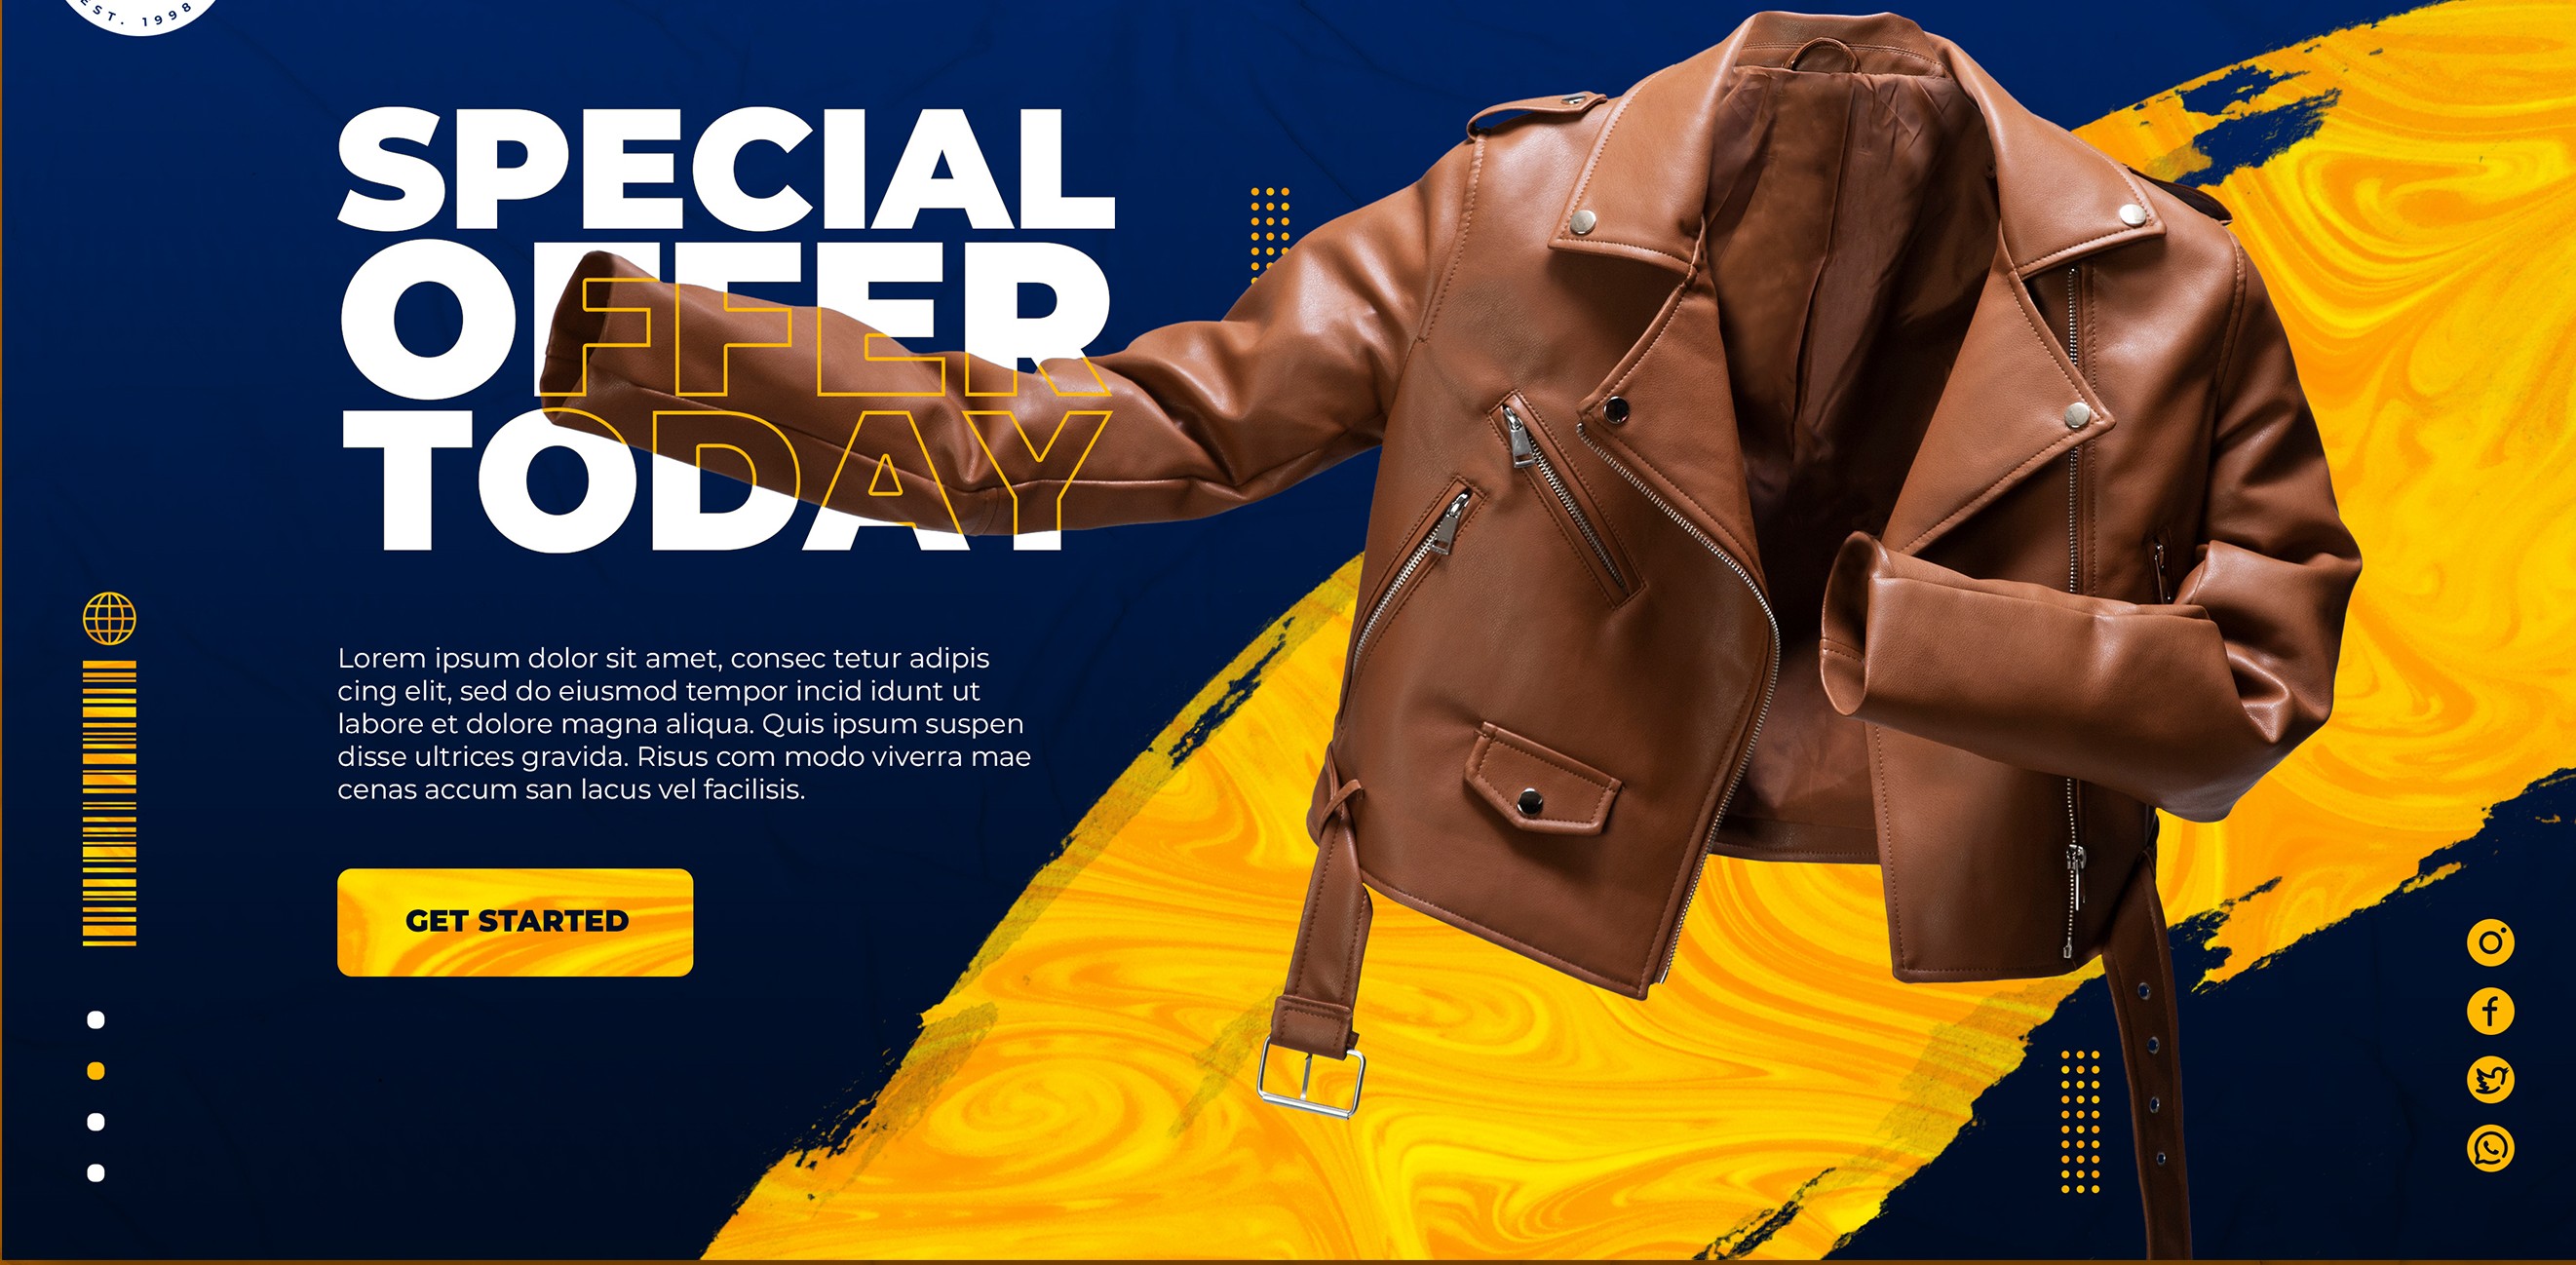 EST. 1998
SPECIAL
OFFER
TODAY
Lorem ipsum dolor sit amet, consec tetur adipis
cing elit, sed do eiusmod tempor incid idunt ut
labore et dolore magna aliqua. Quis ipsum suspen
disse ultrices gravida. Risus com modo viverra mae
cenas accum san lacus vel facilisis.
GET STARTED